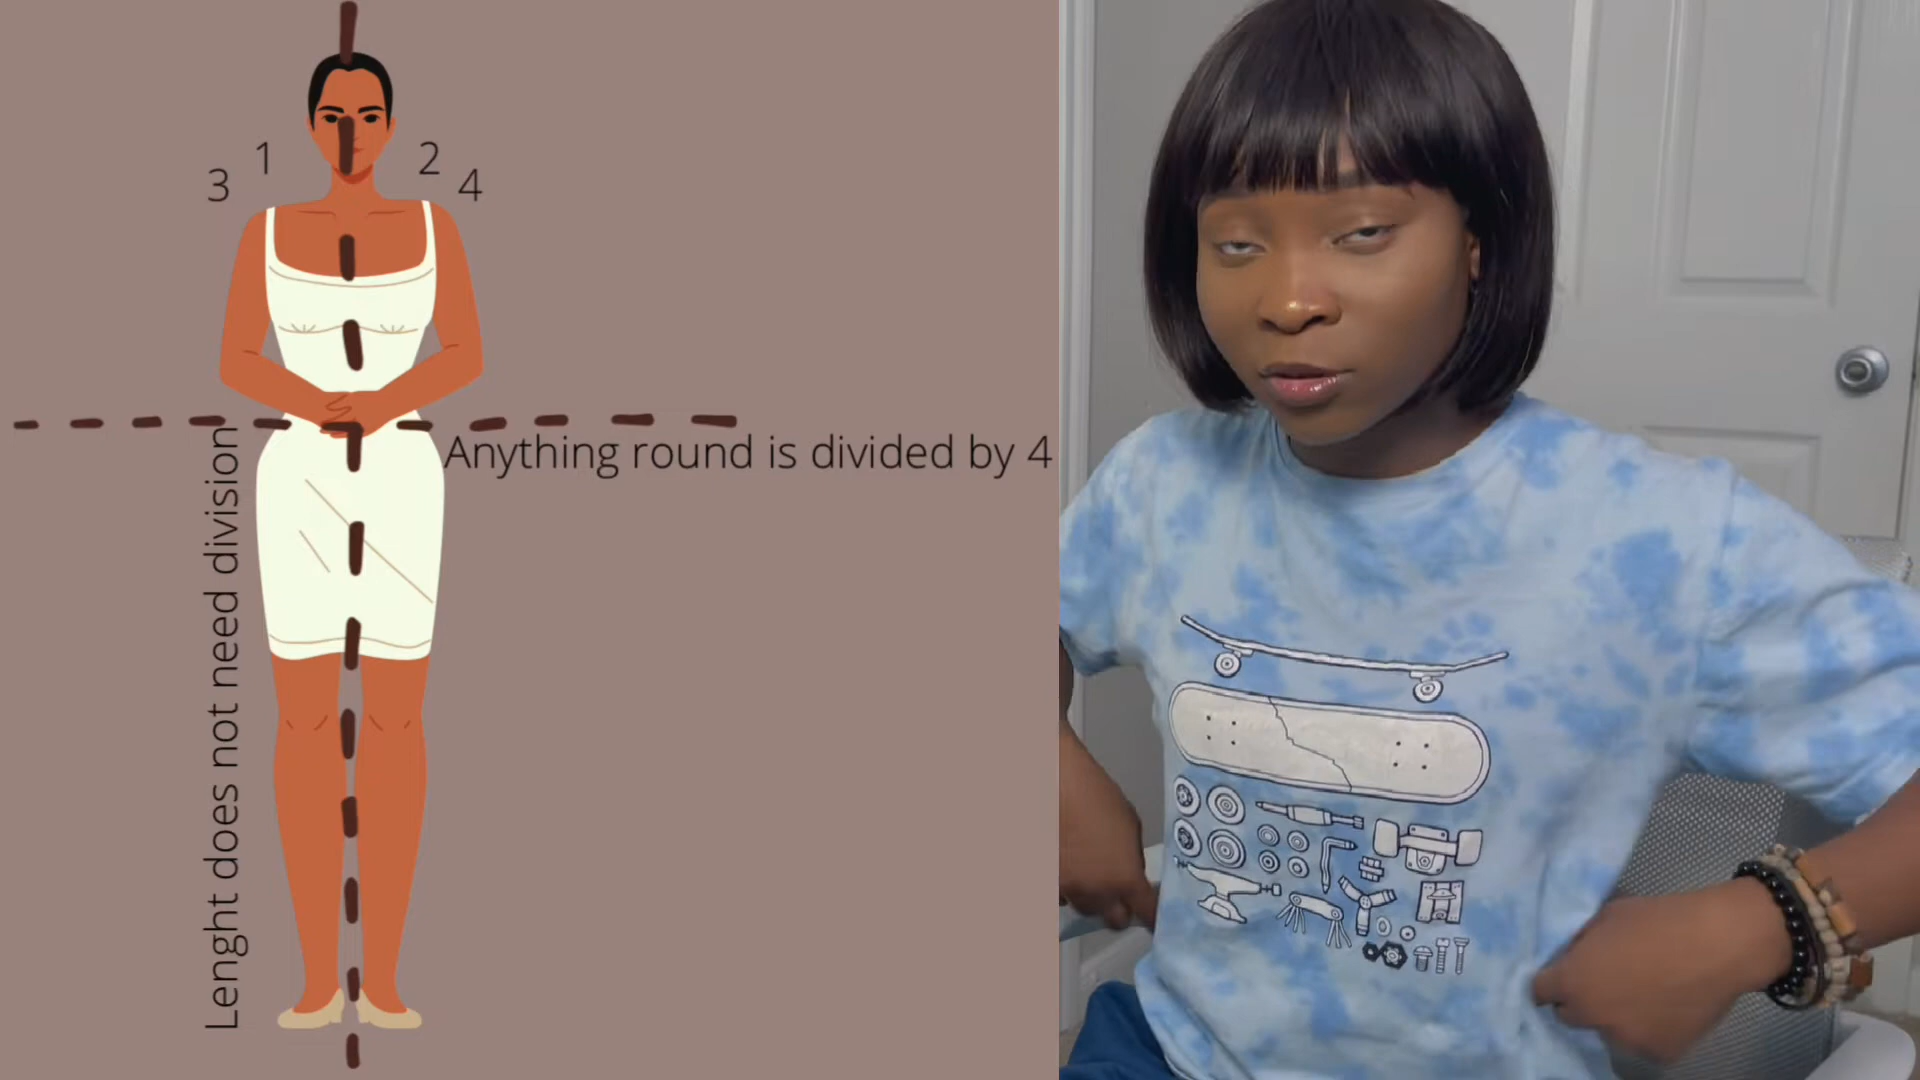 1
2
3
4
Anything round is divided by 4
Lenght does not need division